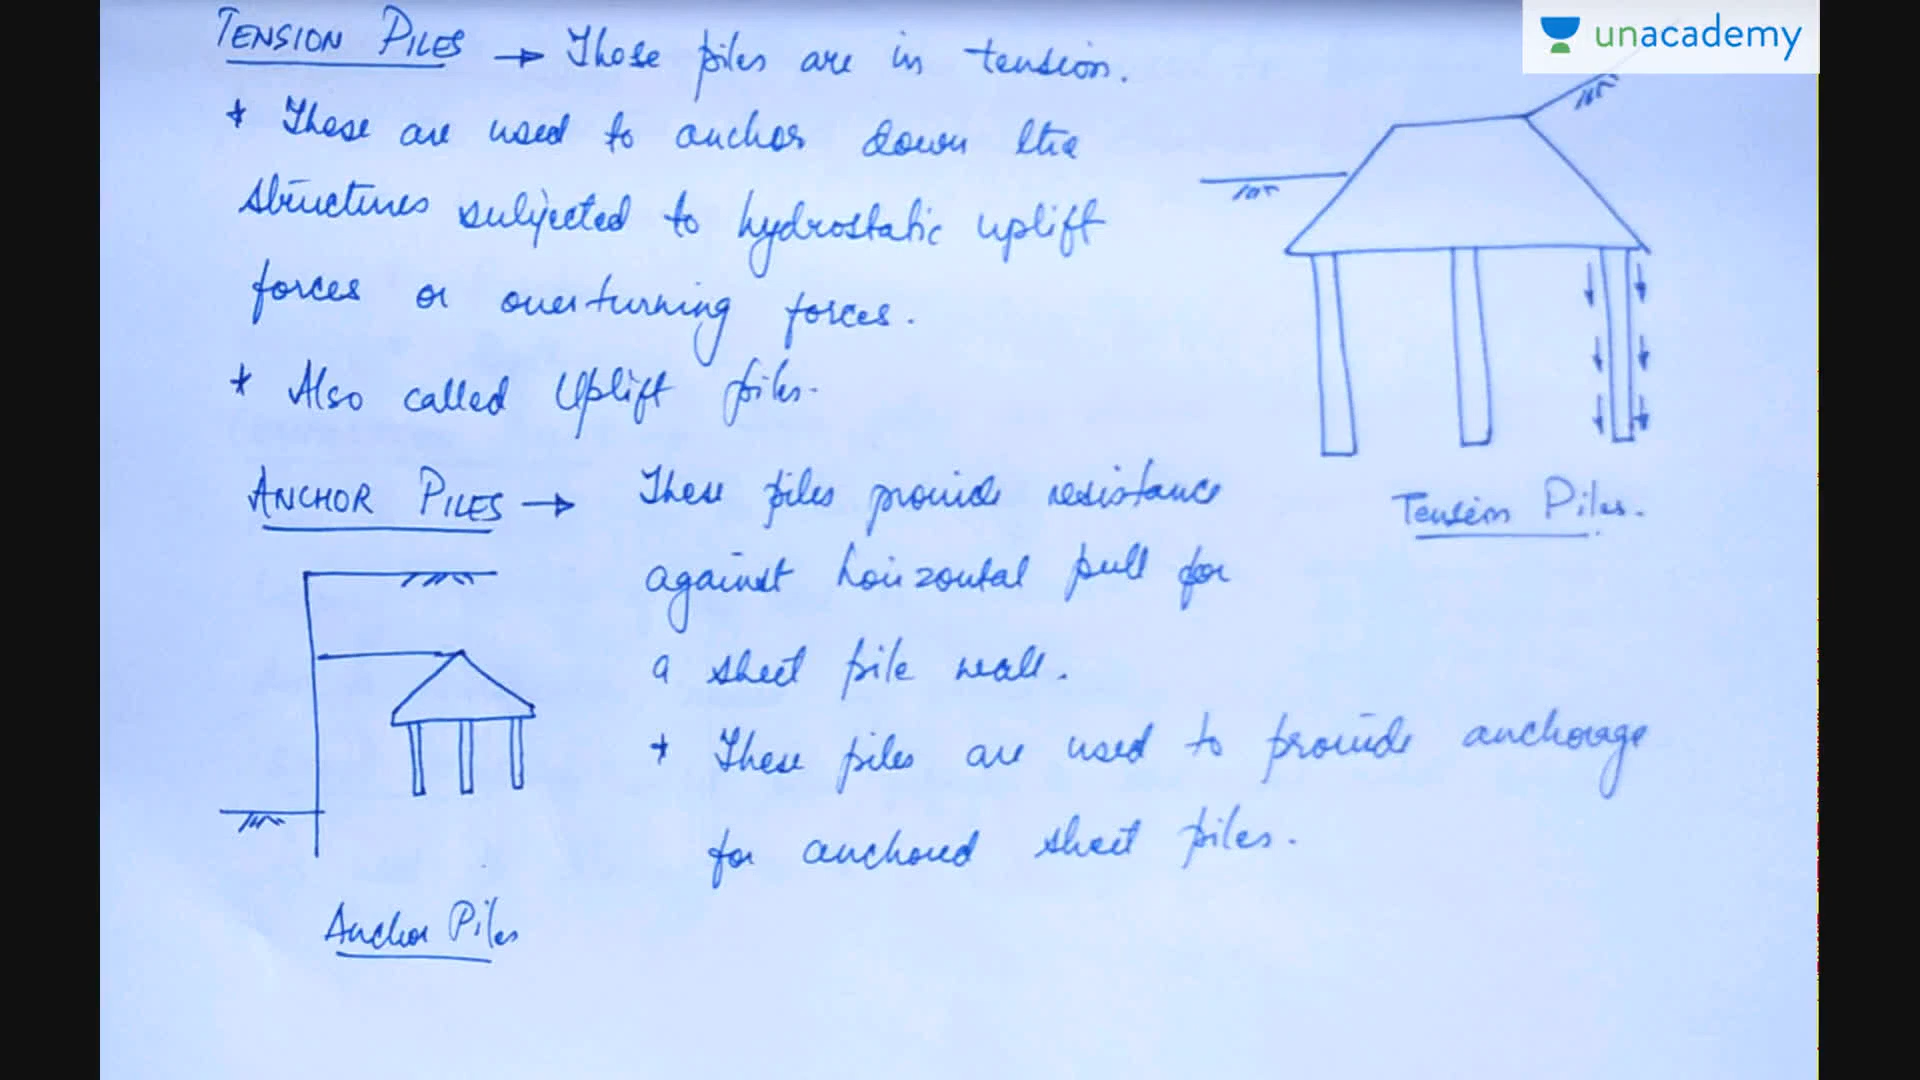 unacademy
TENSION PILES → Those piles are in tension.
* These are used to anchor down the
structures subjected to hydrostatic uplift
forces or overturning forces.
* Also called Uplift piles.
Tension Piles.
ANCHOR PILES → These piles provide resistance
against horizontal pull for
a sheet pile wall.
* These piles are used to provide anchorage
for anchored sheet piles.
Anchor Piles